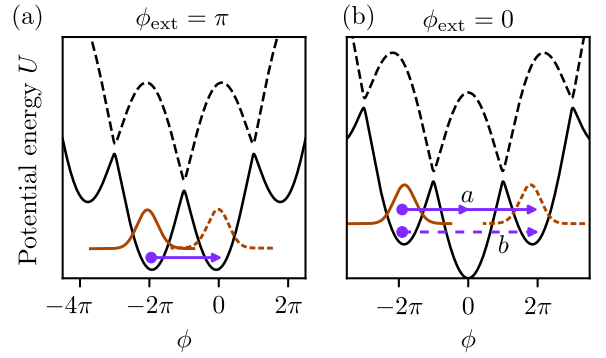 (a)
ϕext = π
(b)
ϕext = 0
Potential energy U
a
b
−4π −2π 0 2π
−2π 0 2π
ϕ
ϕ